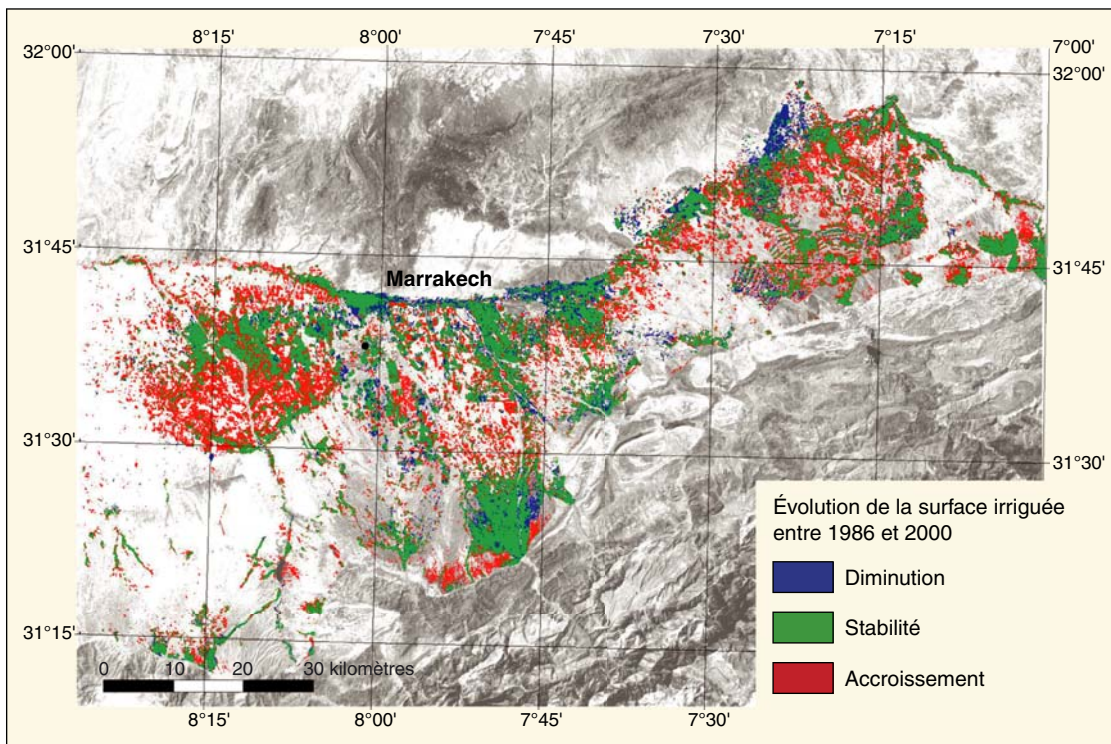 8°15'
8°00'
7°45'
7°30'
7°15'
7°00'
32°00'
32°00'
31°45'
31°45'
Marrakech
31°30'
31°30'
31°15'
Évolution de la surface irriguée
entre 1986 et 2000
Diminution
Stabilité
Accroissement
0 10 20 30 kilomètres
8°15'
8°00'
7°45'
7°30'